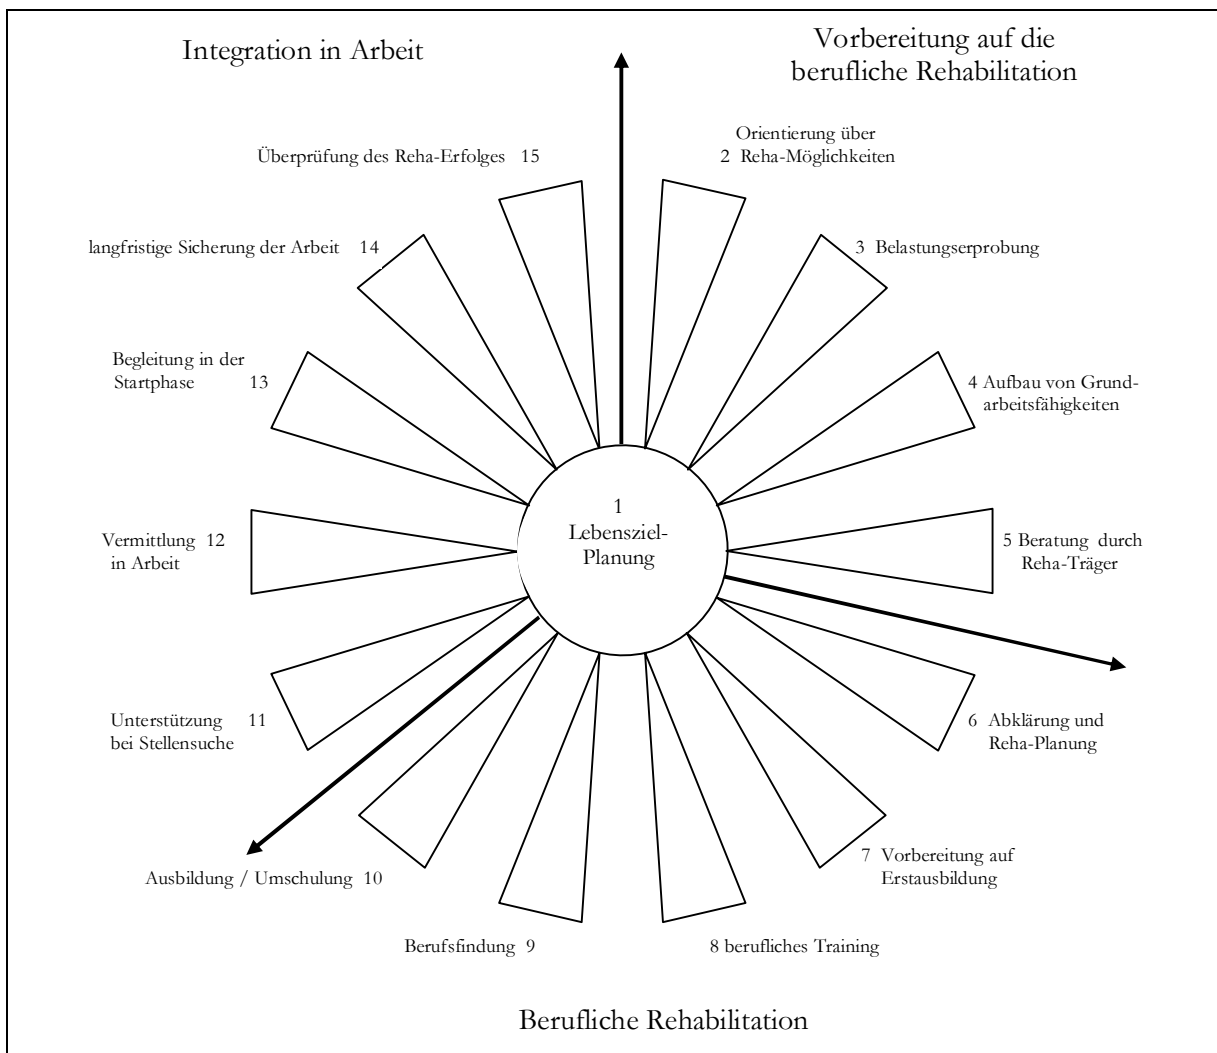 Integration in Arbeit
Vorbereitung auf die
berufliche Rehabilitation
Orientierung über
2 Reha-Möglichkeiten
Überprüfung des Reha-Erfolges 15
langfristige Sicherung der Arbeit 14
3 Belastungserprobung
Begleitung in der
Startphase 13
4 Aufbau von Grund-
arbeitsfähigkeiten
1
Lebensziel-
Planung
Vermittlung 12
in Arbeit
5 Beratung durch
Reha-Träger
Unterstützung 11
bei Stellensuche
6 Abklärung und
Reha-Planung
7 Vorbereitung auf
Erstausbildung
Ausbildung / Umschulung 10
Berufsfindung 9
8 berufliches Training
Berufliche Rehabilitation